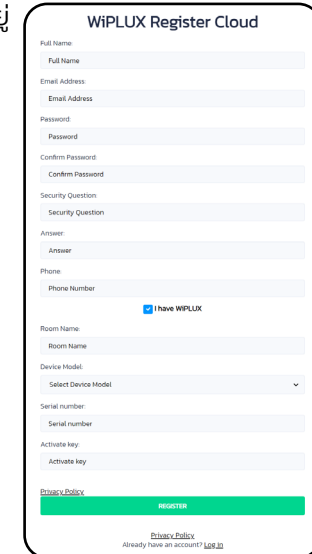 WiPLUX Register Cloud
Full Name:
Full Name
Email Address:
Email Address
Password:
Password
Confirm Password:
Confirm Password
Security Question:
Security Question
Answer:
Answer
Phone:
Phone Number
I have WiPLUX
Room Name:
Room Name
Device Model:
Select Device Model
Serial number:
Serial number
Activate key:
Activate key
Privacy Policy
REGISTER
Privacy Policy
Already have an account? Log in